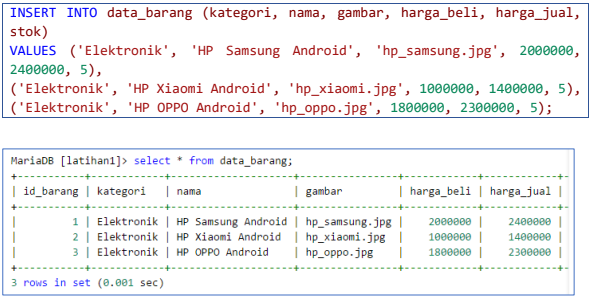 INSERT INTO data_barang (kategori, nama, gambar, harga_beli, harga_jual,
stok)
VALUES ('Elektronik', 'HP Samsung Android', 'hp_samsung.jpg', 2000000,
2400000, 5),
('Elektronik', 'HP Xiaomi Android', 'hp_xiaomi.jpg', 1000000, 1400000, 5),
('Elektronik', 'HP OPPO Android', 'hp_oppo.jpg', 1800000, 2300000, 5);
MariaDB [latihan1]> select * from data_barang;
+-----------+------------+--------------------+----------------+------------+------------+-
| id_barang | kategori   | nama               | gambar         | harga_beli | harga_jual |
+-----------+------------+--------------------+----------------+------------+------------+-
|         1 | Elektronik | HP Samsung Android | hp_samsung.jpg |    2000000 |    2400000 |
|         2 | Elektronik | HP Xiaomi Android  | hp_xiaomi.jpg  |    1000000 |    1400000 |
|         3 | Elektronik | HP OPPO Android    | hp_oppo.jpg    |    1800000 |    2300000 |
+-----------+------------+--------------------+----------------+------------+------------+-
3 rows in set (0.001 sec)